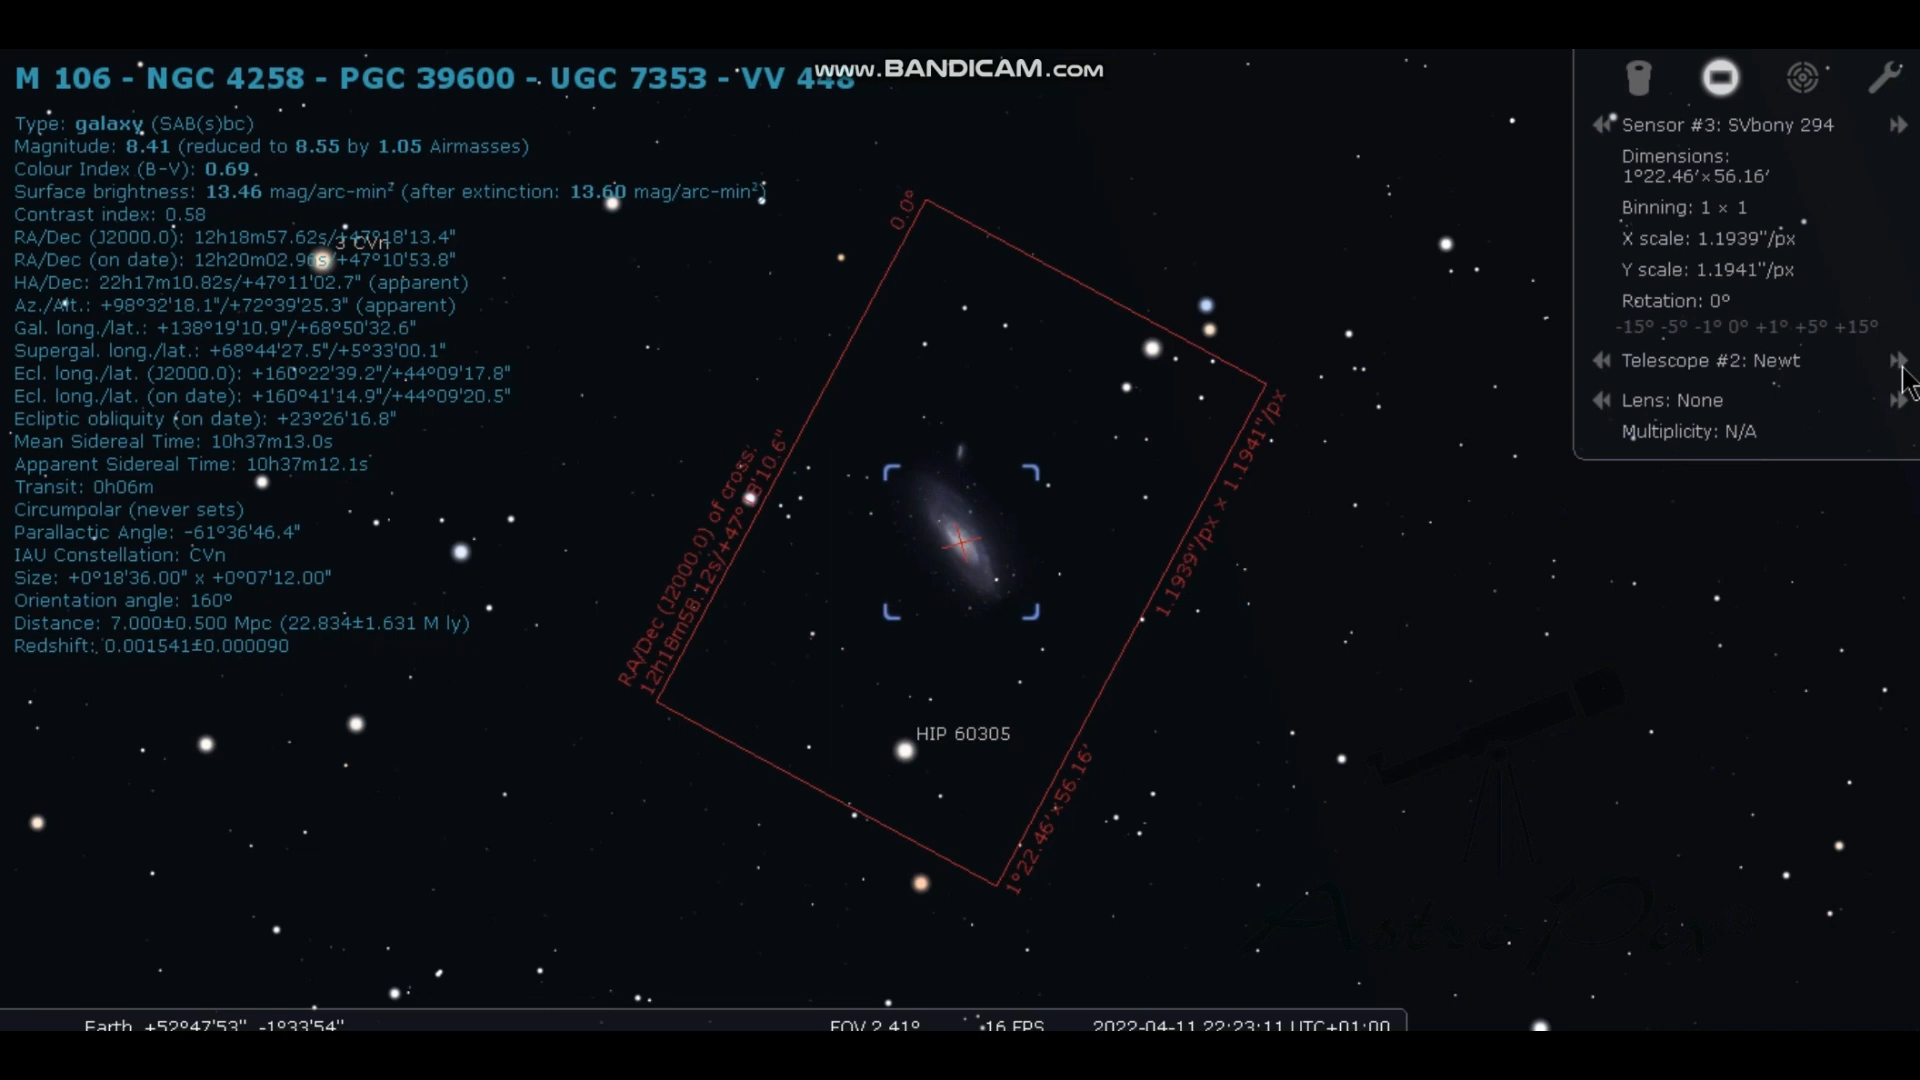 www.BANDICAM.com
M 106 - NGC 4258 - PGC 39600 - UGC 7353 - VV 448
Type: galaxy (SAB(s)bc)
Magnitude: 8.41 (reduced to 8.55 by 1.05 Airmasses)
Colour Index (B-V): 0.69
Surface brightness: 13.46 mag/arc-min² (after extinction: 13.60 mag/arc-min²)
Contrast index: 0.58
RA/Dec (J2000.0): 12h18m57.62s/+47°18'13.4"
RA/Dec (on date): 12h20m02.96s/+47°10'53.8"
HA/Dec: 22h17m10.82s/+47°11'02.7" (apparent)
Az./Alt.: +98°32'18.1"/+72°39'25.3" (apparent)
Gal. long./lat.: +138°19'10.9"/+68°50'32.6"
Supergal. long./lat.: +68°44'27.5"/+5°33'00.1"
Ecl. long./lat. (J2000.0): +160°22'39.2"/+44°09'17.8"
Ecl. long./lat. (on date): +160°41'14.9"/+44°09'20.5"
Ecliptic obliquity (on date): +23°26'16.8"
Mean Sidereal Time: 10h37m13.0s
Apparent Sidereal Time: 10h37m12.1s
Transit: 0h06m
Circumpolar (never sets)
Parallactic Angle: -61°36'46.4"
IAU Constellation: CVn
Size: +0°18'36.00" x +0°07'12.00"
Orientation angle: 160°
Distance: 7.000±0.500 Mpc (22.834±1.631 M ly)
Redshift: 0.001541±0.000090
3 CVn
0.0°
RA/Dec (J2000.0) of cross:
12h18m58.12s/+47°18'10.6"
1.1939"/px × 1.1941"/px
1°22.46'×56.16'
HIP 60305
Sensor #3: SVbony 294
Dimensions:
1°22.46'×56.16'
Binning: 1 × 1
X scale: 1.1939"/px
Y scale: 1.1941"/px
Rotation: 0°
-15° -5° -1° 0° +1° +5° +15°
Telescope #2: Newt
Lens: None
Multiplicity: N/A
Earth, +52°47'53", -1°33'54"
FOV 2.41°
16 FPS
2022-04-11 22:23:11 UTC+01:00